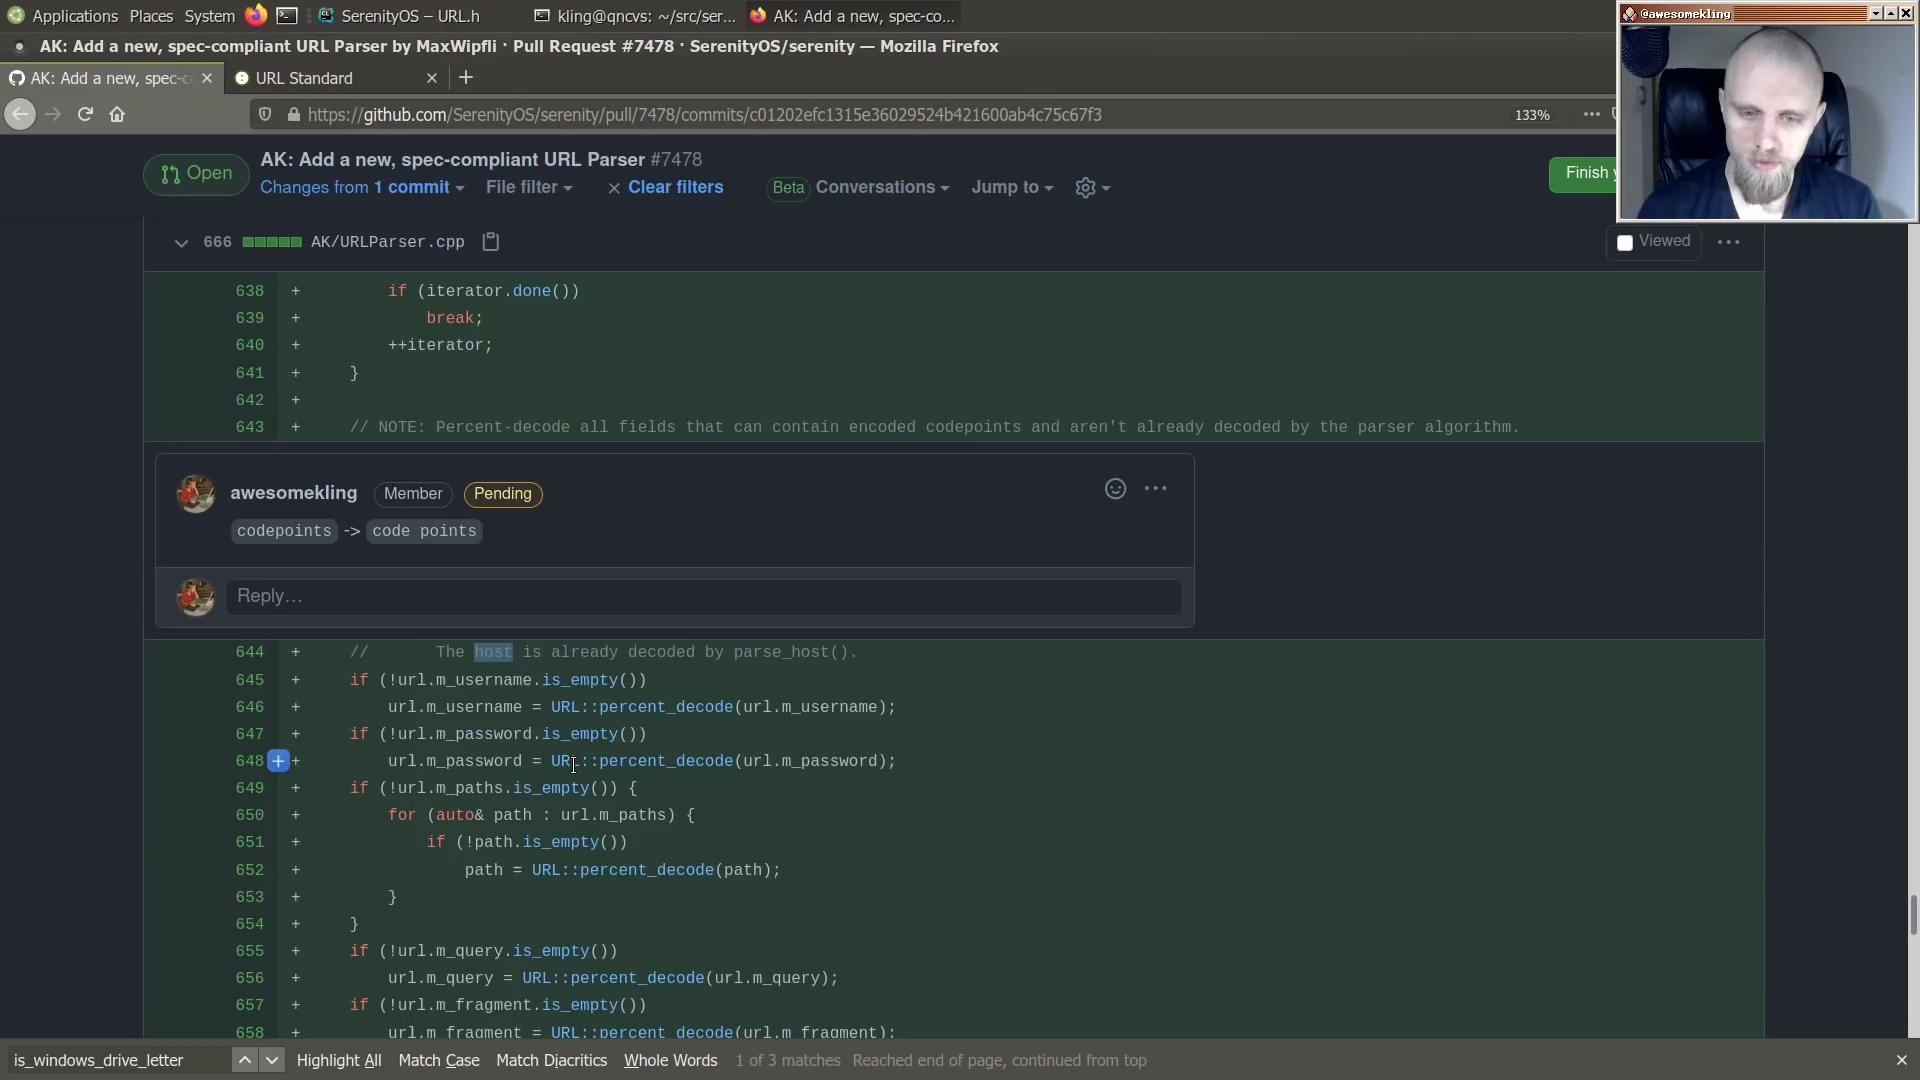 Applications Places System SerenityOS – URL.h kling@qncvs: ~/src/ser... AK: Add a new, spec-co...
@awesomekling
AK: Add a new, spec-compliant URL Parser by MaxWipfli · Pull Request #7478 · SerenityOS/serenity — Mozilla Firefox
AK: Add a new, spec-c URL Standard
https://github.com/SerenityOS/serenity/pull/7478/commits/c01202efc1315e36029524b421600ab4c75c67f3 133%
Open AK: Add a new, spec-compliant URL Parser #7478
Changes from 1 commit File filter Clear filters Beta Conversations Jump to Finish
666 AK/URLParser.cpp Viewed
638 + if (iterator.done())
639 + break;
640 + ++iterator;
641 + }
642 +
643 + // NOTE: Percent-decode all fields that can contain encoded codepoints and aren't already decoded by the parser algorithm.
awesomekling Member Pending
codepoints -> code points
Reply…
644 + // The host is already decoded by parse_host().
645 + if (!url.m_username.is_empty())
646 + url.m_username = URL::percent_decode(url.m_username);
647 + if (!url.m_password.is_empty())
648 + url.m_password = URL::percent_decode(url.m_password);
649 + if (!url.m_paths.is_empty()) {
650 + for (auto& path : url.m_paths) {
651 + if (!path.is_empty())
652 + path = URL::percent_decode(path);
653 + }
654 + }
655 + if (!url.m_query.is_empty())
656 + url.m_query = URL::percent_decode(url.m_query);
657 + if (!url.m_fragment.is_empty())
658 + url.m_fragment = URL::percent_decode(url.m_fragment);
is_windows_drive_letter Highlight All Match Case Match Diacritics Whole Words 1 of 3 matches Reached end of page, continued from top